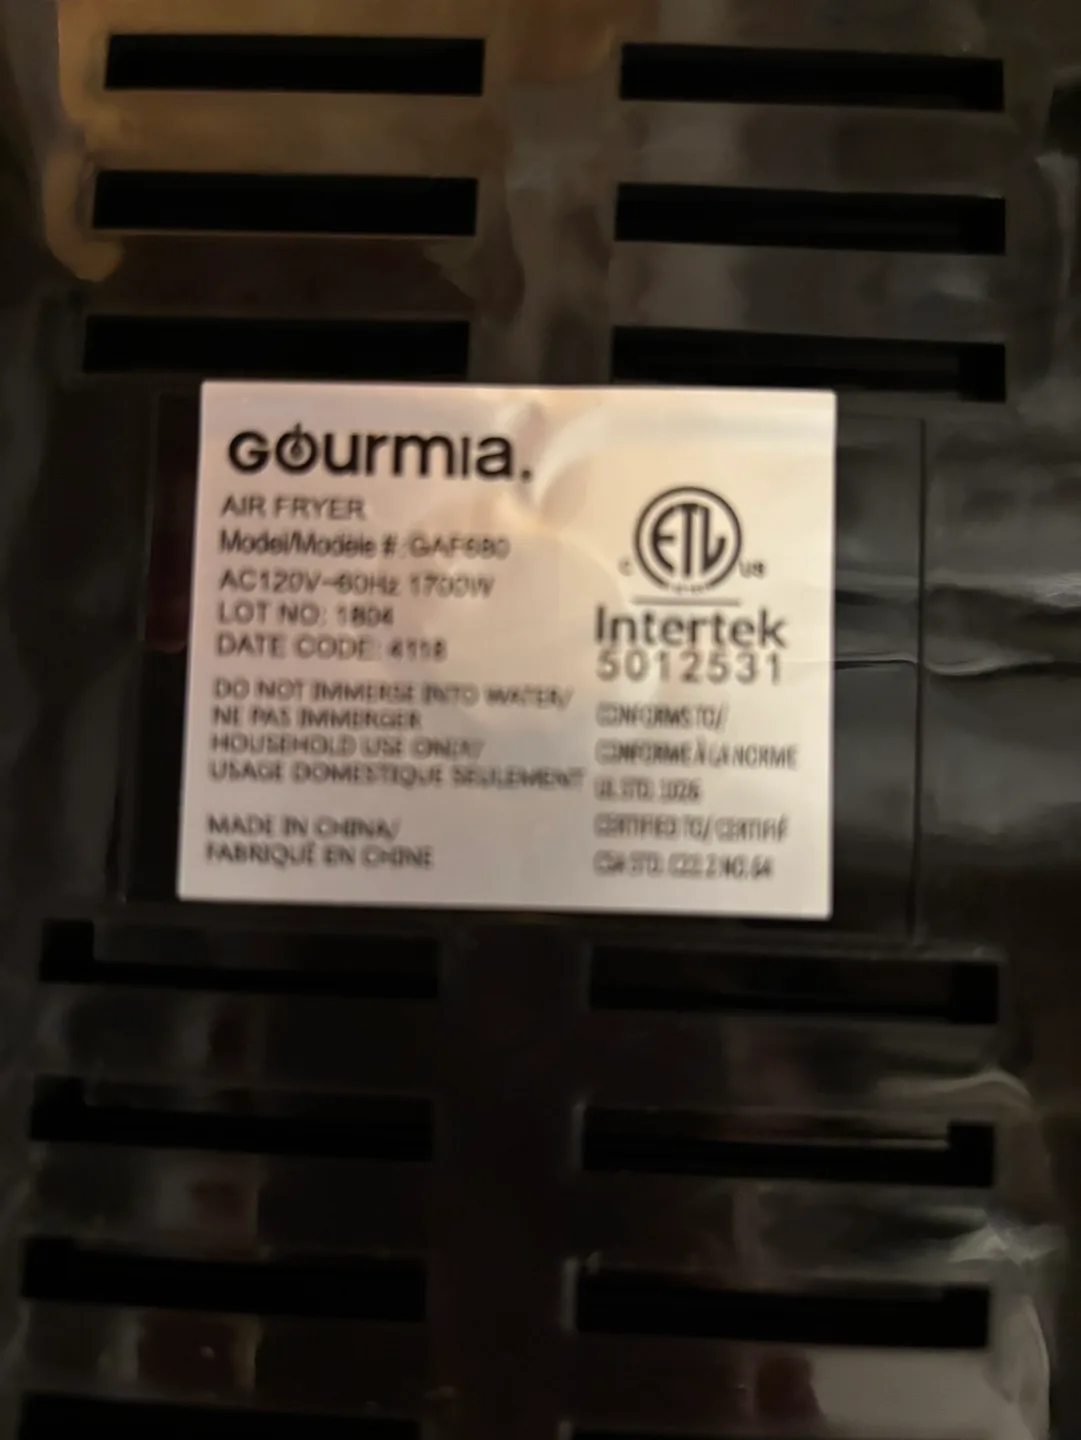 GOURMIA.
AIR FRYER
Model/Modèle #: GAF680
AC120V~60Hz 1700W
LOT NO: 1804
DATE CODE: 4118
DO NOT IMMERSE INTO WATER/
NE PAS IMMERGER
HOUSEHOLD USE ONLY/
USAGE DOMESTIQUE SEULEMENT
MADE IN CHINA/
FABRIQUÉ EN CHINE
ETL
C US
Intertek
5012531
CONFORMS TO/
CONFORME À LA NORME
UL STD. 1026
CERTIFIED TO/ CERTIFIÉ
CSA STD. C22.2 NO. 64